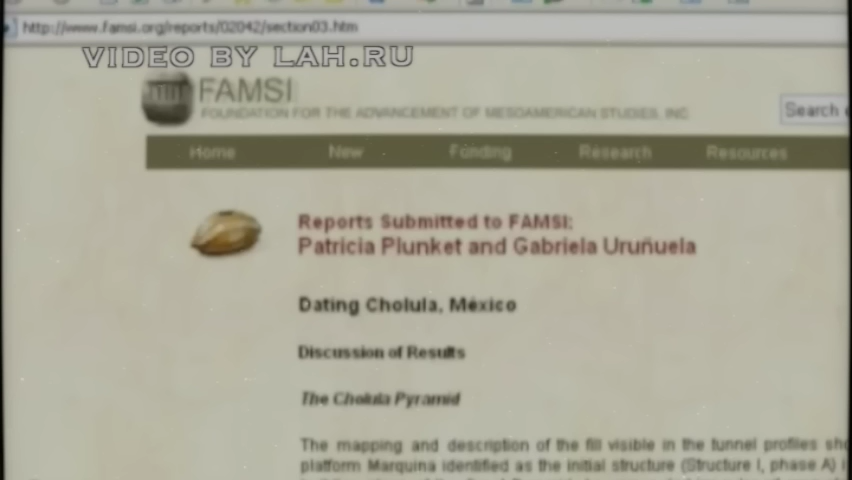 http://www.famsi.org/reports/02042/section03.htm
VIDEO BY LAH.RU
FAMSI
FOUNDATION FOR THE ADVANCEMENT OF MESOAMERICAN STUDIES, INC.
Search
Home New Funding Research Resources
Reports Submitted to FAMSI:
Patricia Plunket and Gabriela Uruñuela
Dating Cholula, México
Discussion of Results
The Cholula Pyramid
The mapping and description of the fill visible in the tunnel profiles
platform Marquina identified as the initial structure (Structure I, phase A)